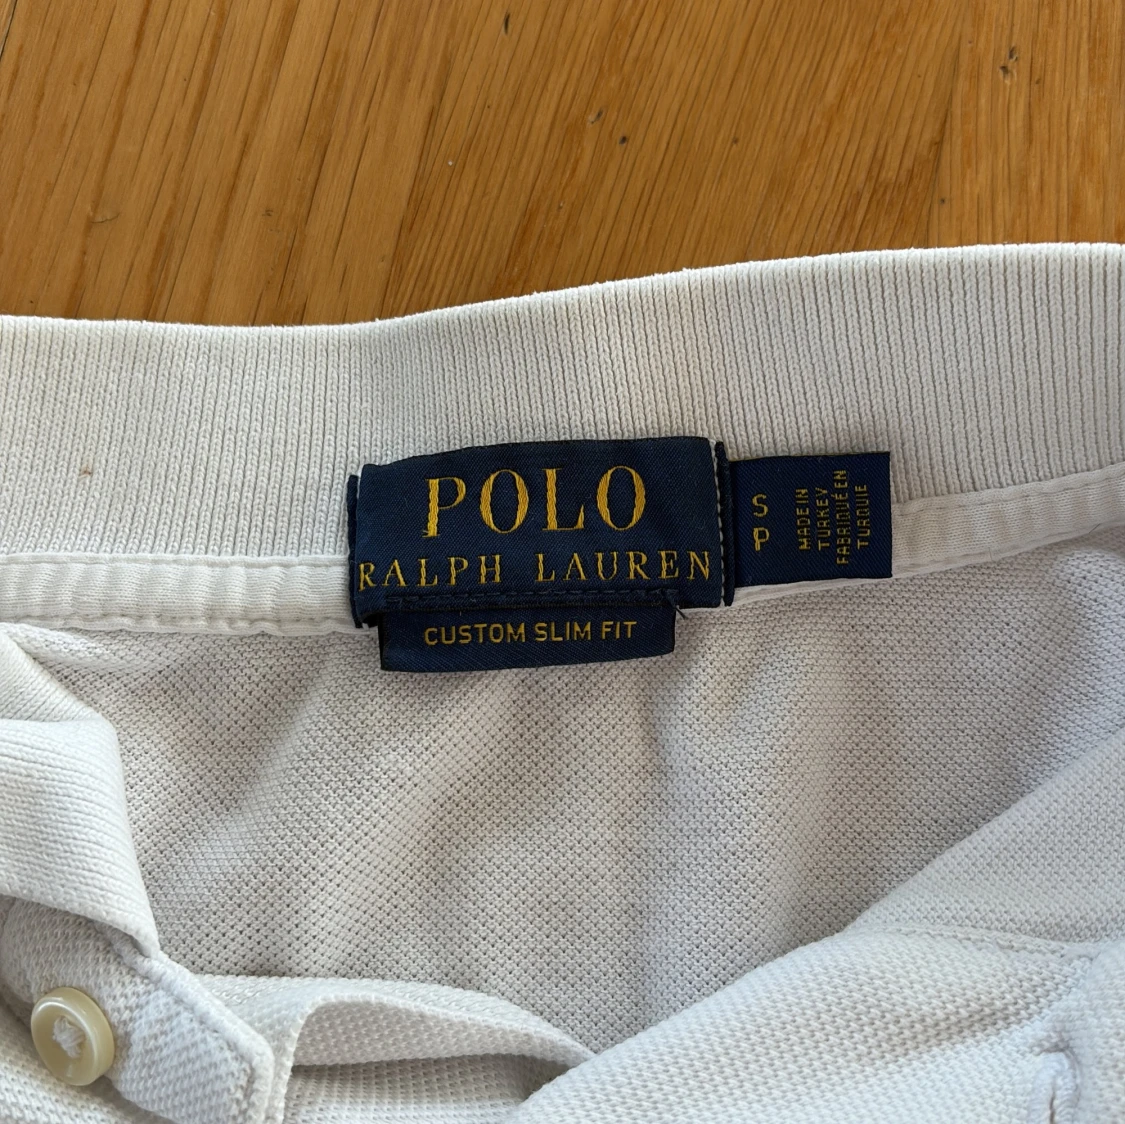 POLO
RALPH LAUREN
CUSTOM SLIM FIT
S
P
MADE IN
TURKEY
FABRIQUÉ EN
TURQUIE